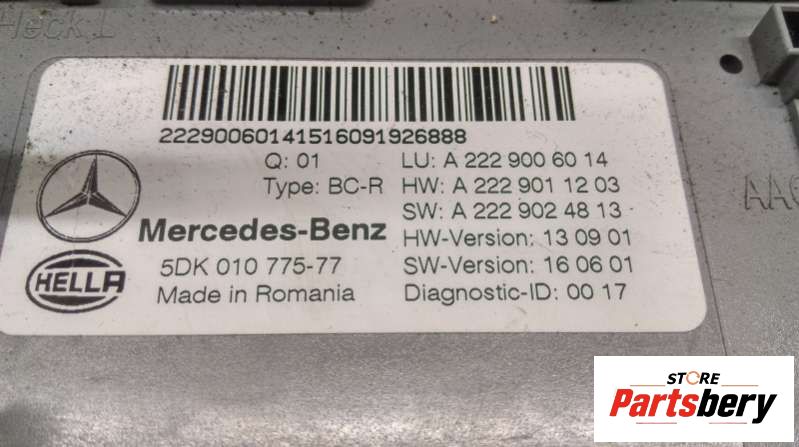 Heck L
22290060141516091926888
Q: 01
LU: A 222 900 60 14
Type: BC-R
HW: A 222 901 12 03
SW: A 222 902 48 13
Mercedes-Benz
HW-Version: 13 09 01
HELLA
5DK 010 775-77
SW-Version: 16 06 01
Made in Romania
Diagnostic-ID: 00 17
STORE
Partsbery